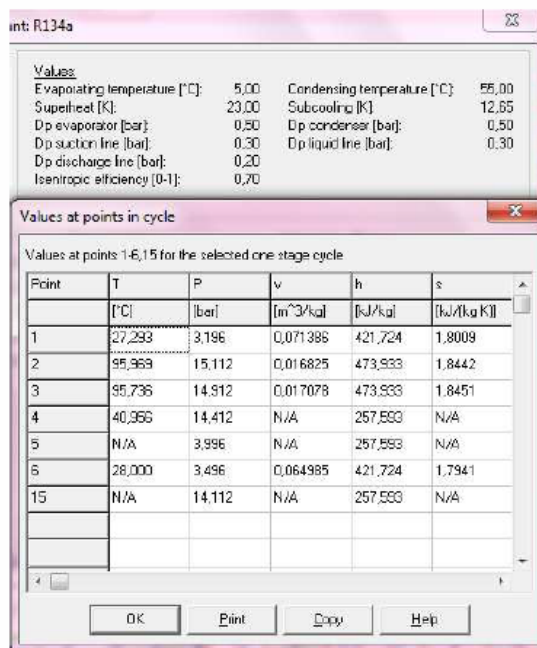 ant: R134a
Values:
Evaporating temperature [°C]: 5,00 Condensing temperature [°C]: 55,00
Superheat [K]: 23,00 Subcooling [K]: 12,65
Dp evaporator [bar]: 0,50 Dp condenser [bar]: 0,50
Dp suction line [bar]: 0,30 Dp liquid line [bar]: 0,30
Dp discharge line [bar]: 0,20
Isentropic efficiency [0-1]: 0,70
Values at points in cycle
Values at points 1-6,15 for the selected one stage cycle
Point T P v h s
[°C] [bar] [m^3/kg] [kJ/kg] [kJ/(kg K)]
1 27,293 3,196 0,071386 421,724 1,8009
2 95,969 15,112 0,016825 473,933 1,8442
3 95,736 14,912 0,017078 473,933 1,8451
4 40,966 14,412 N/A 257,593 N/A
5 N/A 3,996 N/A 257,593 N/A
6 28,000 3,496 0,064985 421,724 1,7941
15 N/A 14,112 N/A 257,593 N/A
OK Print Copy Help